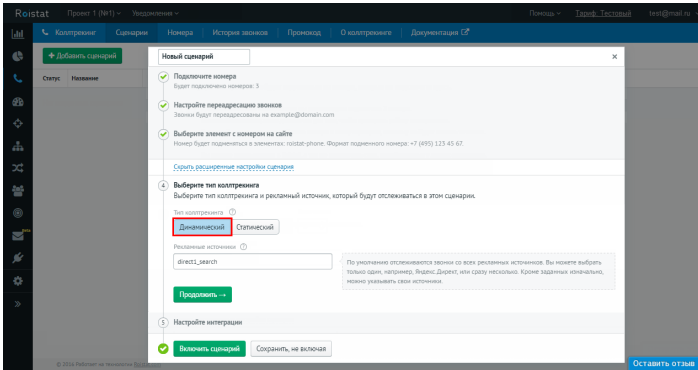 Roistat Проект 1 (№1) Уведомления Помощь Тариф: Тестовый test@mail.ru
Коллтрекинг Сценарии Номера История звонков Промокод О коллтрекинге Документация
+ Добавить сценарий
Новый сценарий
Статус Название
Подключите номера
Будет подключено номеров: 3
Настройте переадресацию звонков
Звонки будут переадресованы на example@domain.com
Выберите элемент с номером на сайте
Номер будет подменяться в элементах: roistat-phone. Формат подменного номера: +7 (495) 123 45 67.
Скрыть расширенные настройки сценария
4 Выберите тип коллтрекинга
Выберите тип коллтрекинга и рекламный источник, который будут отслеживаться в этом сценарии.
Тип коллтрекинга ?
Динамический Статический
Рекламные источники ?
direct1_search
По умолчанию отслеживаются звонки со всех рекламных источников. Вы можете выбрать
только один, например, Яндекс.Директ, или сразу несколько. Кроме заданных изначально,
можно указывать свои источники.
Продолжить →
5 Настройте интеграции
Включить сценарий Сохранить, не включая
Оставить отзыв